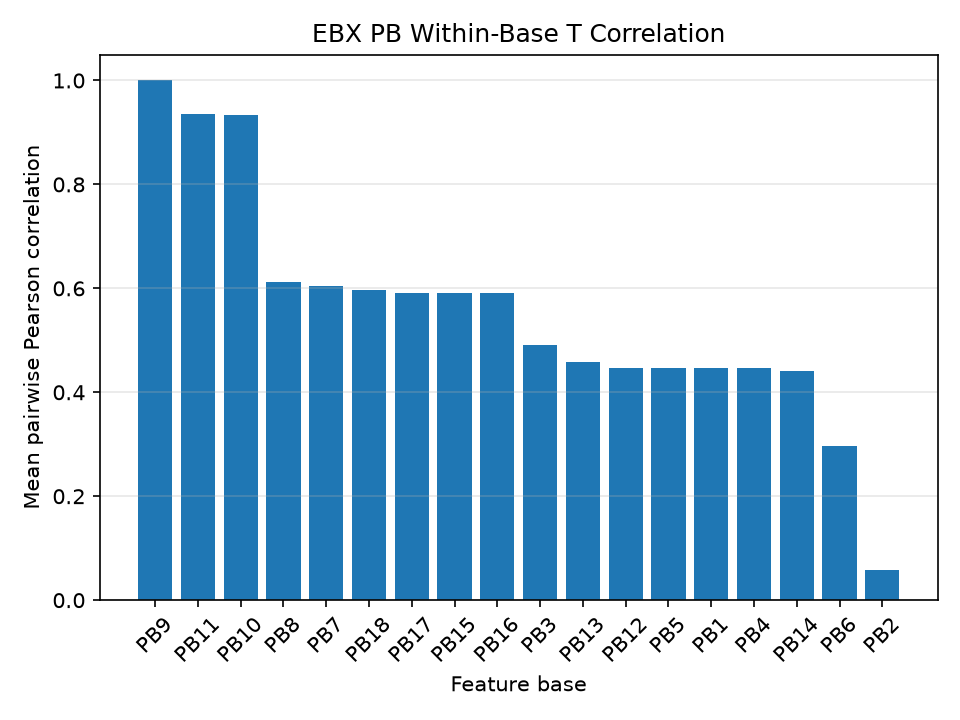 EBX PB Within-Base T Correlation
Mean pairwise Pearson correlation
1.0
0.8
0.6
0.4
0.2
0.0
PB9 PB11 PB10 PB8 PB7 PB18 PB17 PB15 PB16 PB3 PB13 PB12 PB5 PB1 PB4 PB14 PB6 PB2
Feature base